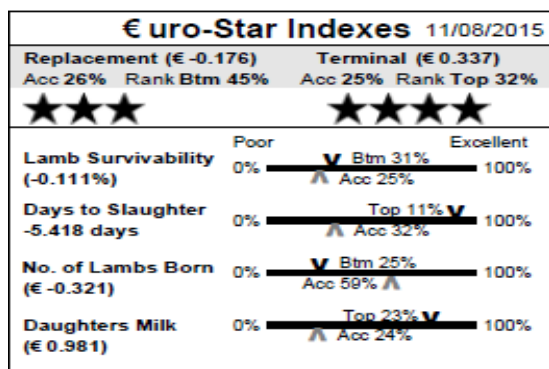 €uro-Star Indexes 11/08/2015
Replacement (€ -0.176) Terminal (€ 0.337)
Acc 26% Rank Btm 45% Acc 25% Rank Top 32%
★★★ ★★★★
Poor Excellent
Lamb Survivability 0% Btm 31% 100%
(-0.111%) Acc 25%
Days to Slaughter 0% Top 11% 100%
-5.418 days Acc 32%
No. of Lambs Born 0% Btm 25% 100%
(€ -0.321) Acc 59%
Daughters Milk 0% Top 23% 100%
(€ 0.981) Acc 24%